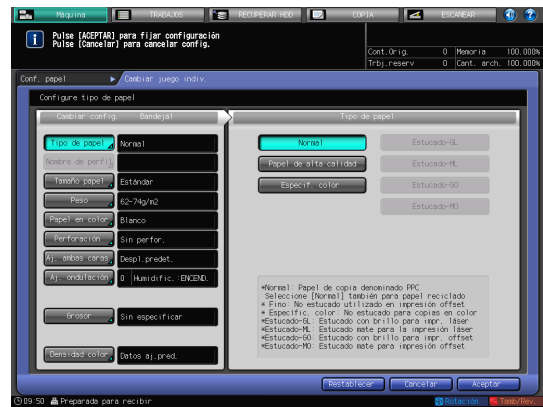 Máquina
TRABAJOS
RECUPERAR HDD
COPIA
ESCANEAR
Pulse [ACEPTAR] para fijar configuración
Pulse [Cancelar] para cancelar config.
Cont.Orig. 0 Memoria 100.000%
Trbj.reserv 0 Cant. arch. 100.000%
Conf. papel
Cambiar juego indiv.
Configure tipo de papel
Cambiar config. Bandeja1
Tipo de papel
Tipo de papel Normal
Nombre de perfil
Tamaño papel Estándar
Peso 62-74g/m2
Papel en color Blanco
Perforación Sin perfor.
Aj. ambas caras Despl.predet.
Aj. ondulación 0 Humidific. :ENCEND.
Grosor Sin especificar
Densidad color Datos aj.pred.
Normal
Estucado-GL
Papel de alta calidad
Estucado-ML
Especif. color
Estucado-GO
Estucado-MO
*Normal: Papel de copia denominado PPC
Seleccione [Normal] también para papel reciclado
* Fino: No estucado utilizado en impresión offset
* Especific. color: No estucado para copias en color
*Estucado-GL: Estucado con brillo para impr. láser
*Estucado-ML: Estucado mate para la impresión láser
*Estucado-GO: Estucado con brillo para impr. offset
*Estucado-MO: Estucado mate para impresión offset
Restablecer
Cancelar
Aceptar
09:50 Preparada para recibir
Rotación
Tamb/Rev.